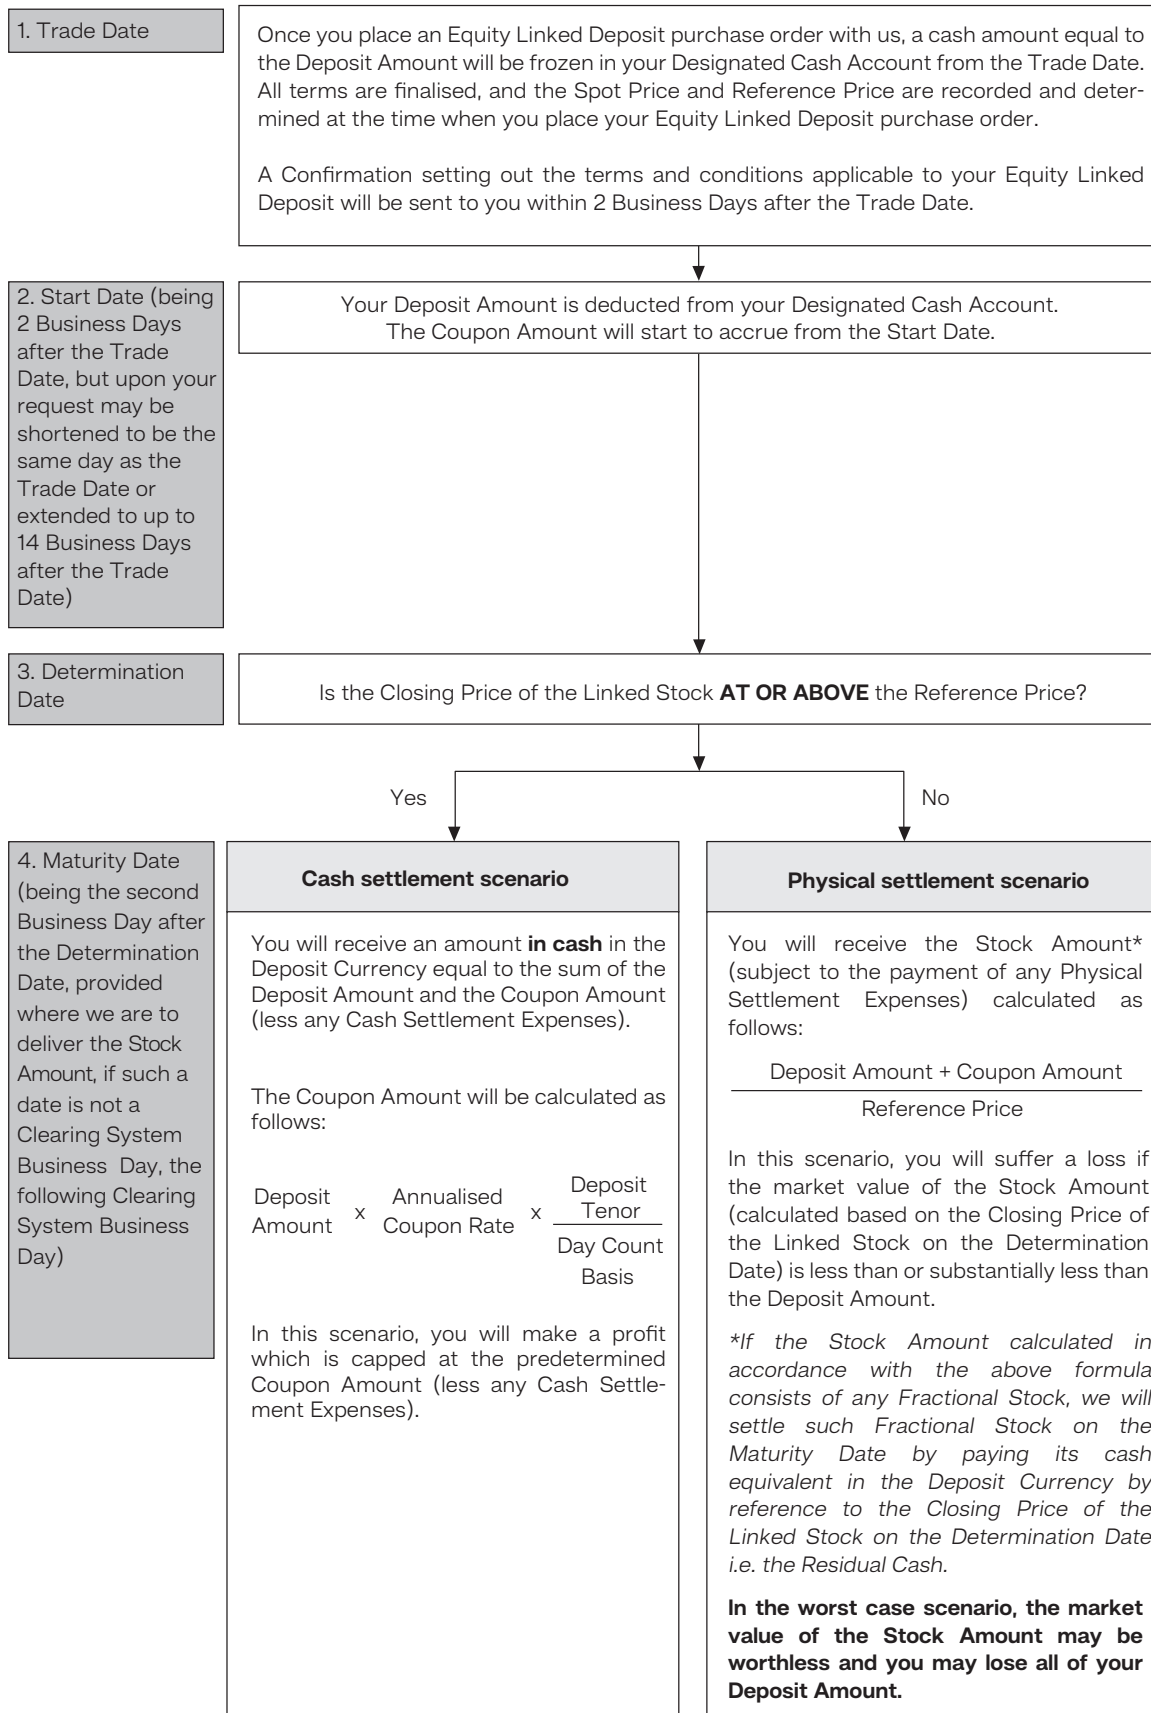 1. Trade Date
Once you place an Equity Linked Deposit purchase order with us, a cash amount equal to
the Deposit Amount will be frozen in your Designated Cash Account from the Trade Date.
All terms are finalised, and the Spot Price and Reference Price are recorded and deter-
mined at the time when you place your Equity Linked Deposit purchase order.
A Confirmation setting out the terms and conditions applicable to your Equity Linked
Deposit will be sent to you within 2 Business Days after the Trade Date.
2. Start Date (being
2 Business Days
after the Trade
Date, but upon your
request may be
shortened to be the
same day as the
Trade Date or
extended to up to
14 Business Days
after the Trade
Date)
Your Deposit Amount is deducted from your Designated Cash Account.
The Coupon Amount will start to accrue from the Start Date.
3. Determination
Date
Is the Closing Price of the Linked Stock AT OR ABOVE the Reference Price?
Yes
No
4. Maturity Date
(being the second
Business Day after
the Determination
Date, provided
where we are to
deliver the Stock
Amount, if such a
date is not a
Clearing System
Business Day, the
following Clearing
System Business
Day)
Cash settlement scenario
You will receive an amount in cash in the
Deposit Currency equal to the sum of the
Deposit Amount and the Coupon Amount
(less any Cash Settlement Expenses).
The Coupon Amount will be calculated as
follows:
Deposit
Amount
x
Annualised
Coupon Rate
x
Deposit
Tenor
Day Count
Basis
In this scenario, you will make a profit
which is capped at the predetermined
Coupon Amount (less any Cash Settle-
ment Expenses).
Physical settlement scenario
You will receive the Stock Amount*
(subject to the payment of any Physical
Settlement Expenses) calculated as
follows:
Deposit Amount + Coupon Amount
Reference Price
In this scenario, you will suffer a loss if
the market value of the Stock Amount
(calculated based on the Closing Price of
the Linked Stock on the Determination
Date) is less than or substantially less than
the Deposit Amount.
*If the Stock Amount calculated in
accordance with the above formula
consists of any Fractional Stock, we will
settle such Fractional Stock on the
Maturity Date by paying its cash
equivalent in the Deposit Currency by
reference to the Closing Price of the
Linked Stock on the Determination Date
i.e. the Residual Cash.
In the worst case scenario, the market
value of the Stock Amount may be
worthless and you may lose all of your
Deposit Amount.